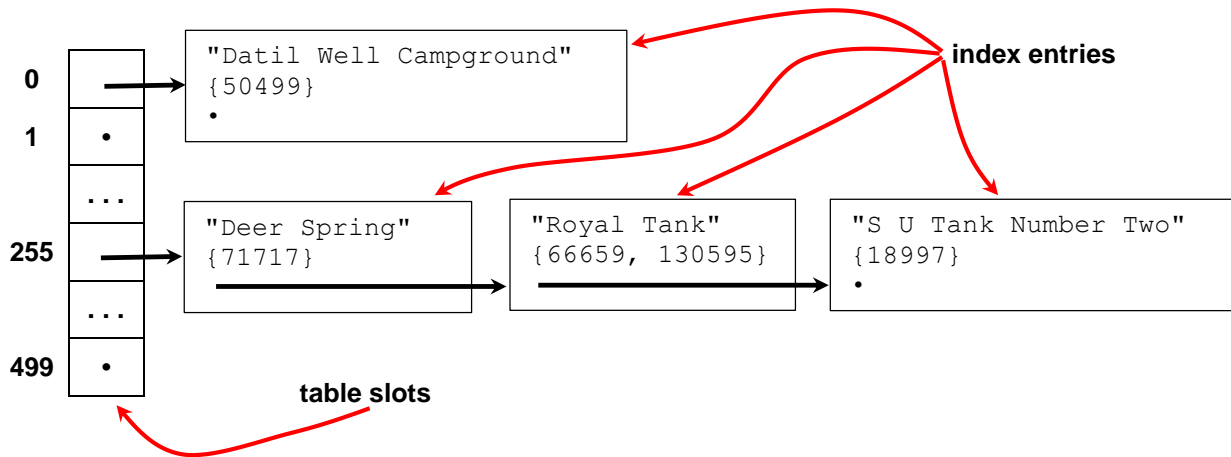 "Datil Well Campground"
{50499}
•
index entries
0
1
•
...
255
"Deer Spring"
{71717}
"Royal Tank"
{66659, 130595}
"S U Tank Number Two"
{18997}
•
...
499
•
table slots